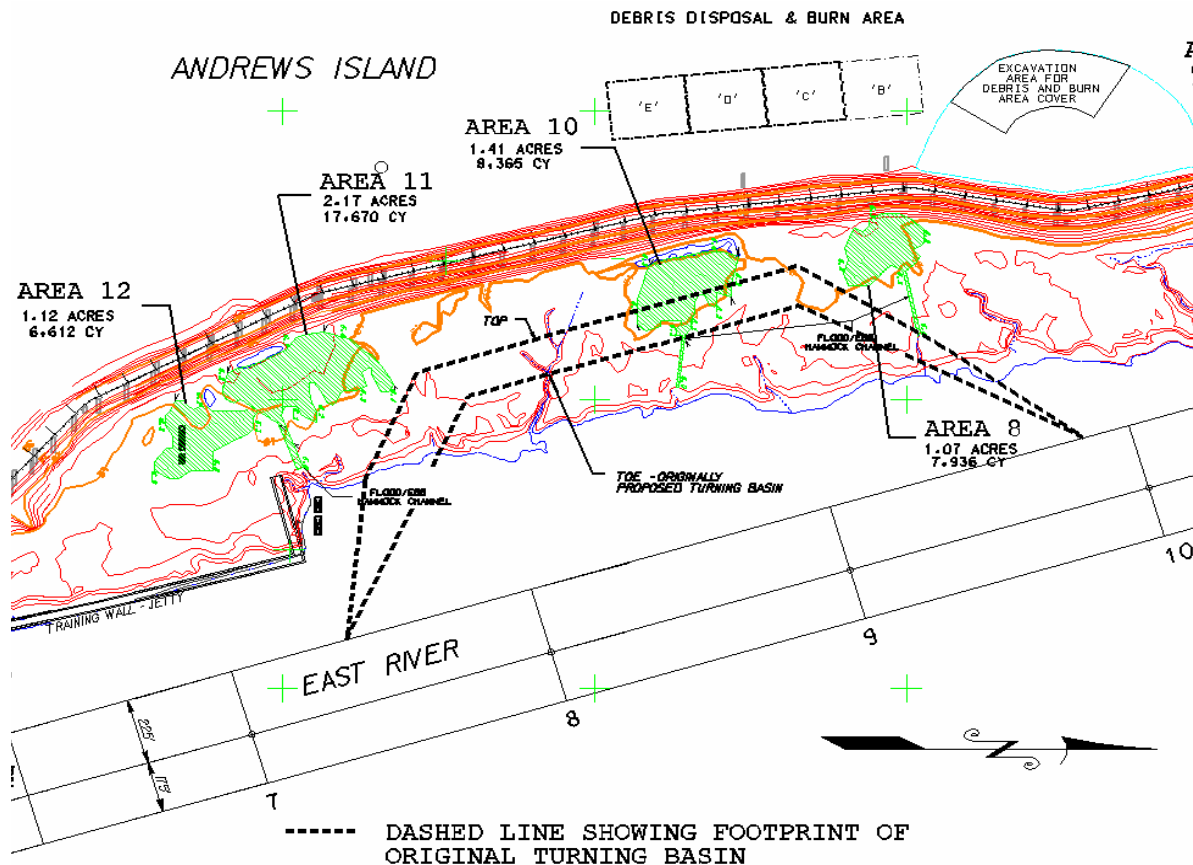 DEBRIS DISPOSAL & BURN AREA
ANDREWS ISLAND
EXCAVATION
AREA FOR
DEBRIS AND BURN
AREA COVER
'E'
'D'
'C'
'B'
AREA 10
1.41 ACRES
8.365 CY
AREA 11
2.17 ACRES
17.670 CY
AREA 12
1.12 ACRES
6.612 CY
TOP
FLOOD/EBB
HAMMOCK CHANNEL
AREA 8
1.07 ACRES
7.936 CY
TOE -ORIGINALLY
PROPOSED TURNING BASIN
FLOOD/EBB
HAMMOCK CHANNEL
TRAINING WALL - JETTY
EAST RIVER
10
9
8
7
225'
175'
DASHED LINE SHOWING FOOTPRINT OF
ORIGINAL TURNING BASIN